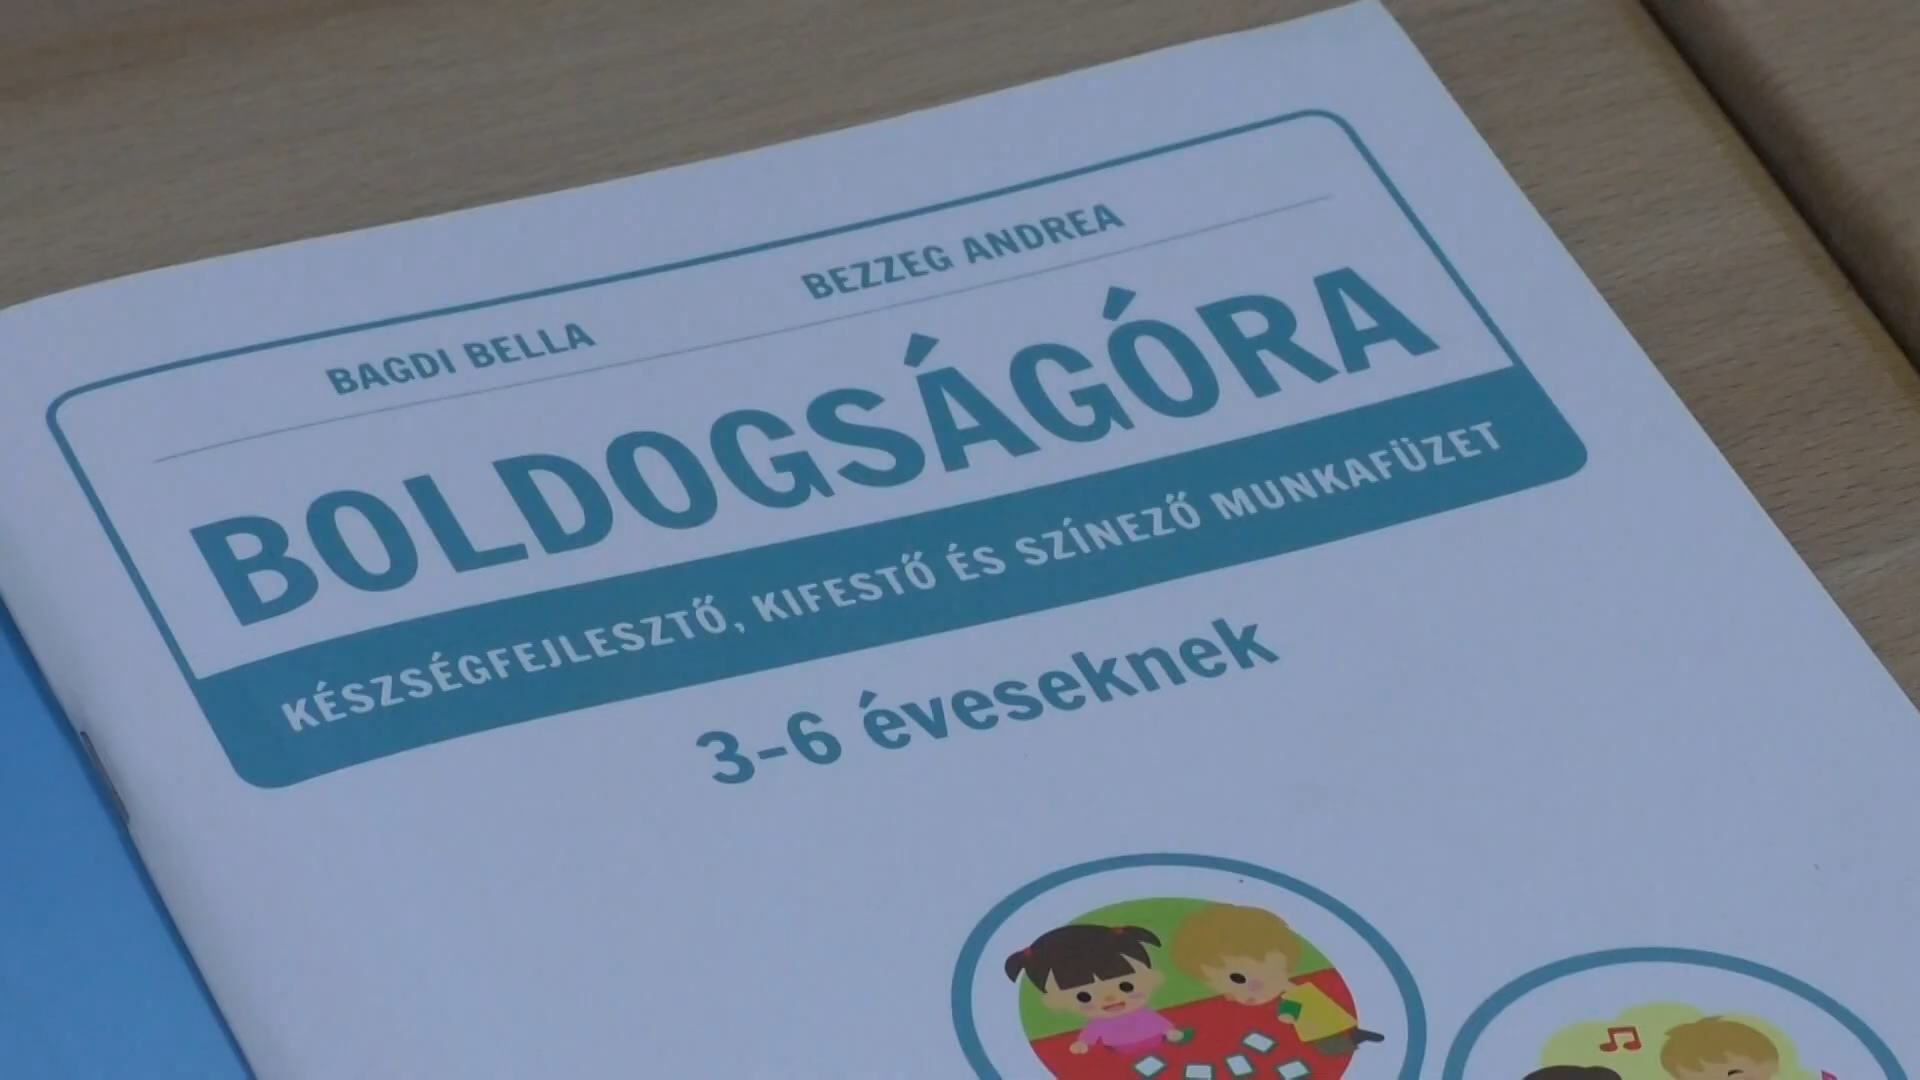 BAGDI BELLA BEZZEG ANDREA
BOLDOGSÁGÓRA
KÉSZSÉGFEJLESZTŐ, KIFESTŐ ÉS SZÍNEZŐ MUNKAFÜZET
3-6 éveseknek